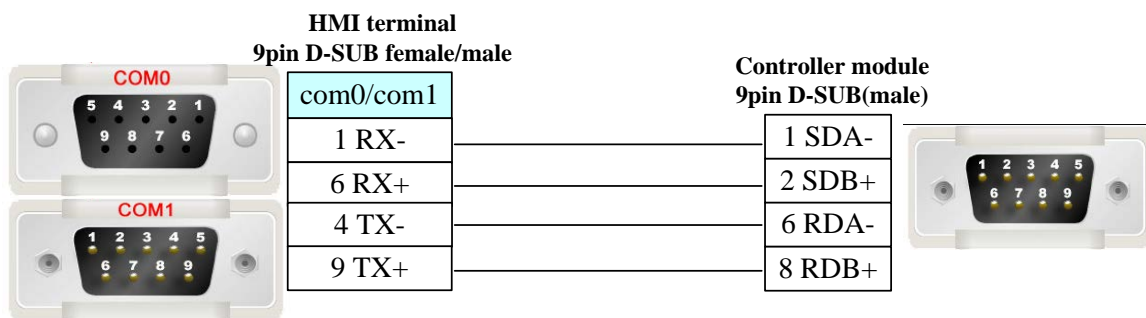 HMI terminal
9pin D-SUB female/male
COM0
5 4 3 2 1
9 8 7 6
COM1
1 2 3 4 5
6 7 8 9
com0/com1
1 RX-
6 RX+
4 TX-
9 TX+
Controller module
9pin D-SUB(male)
1 SDA-
2 SDB+
6 RDA-
8 RDB+
1 2 3 4 5
6 7 8 9